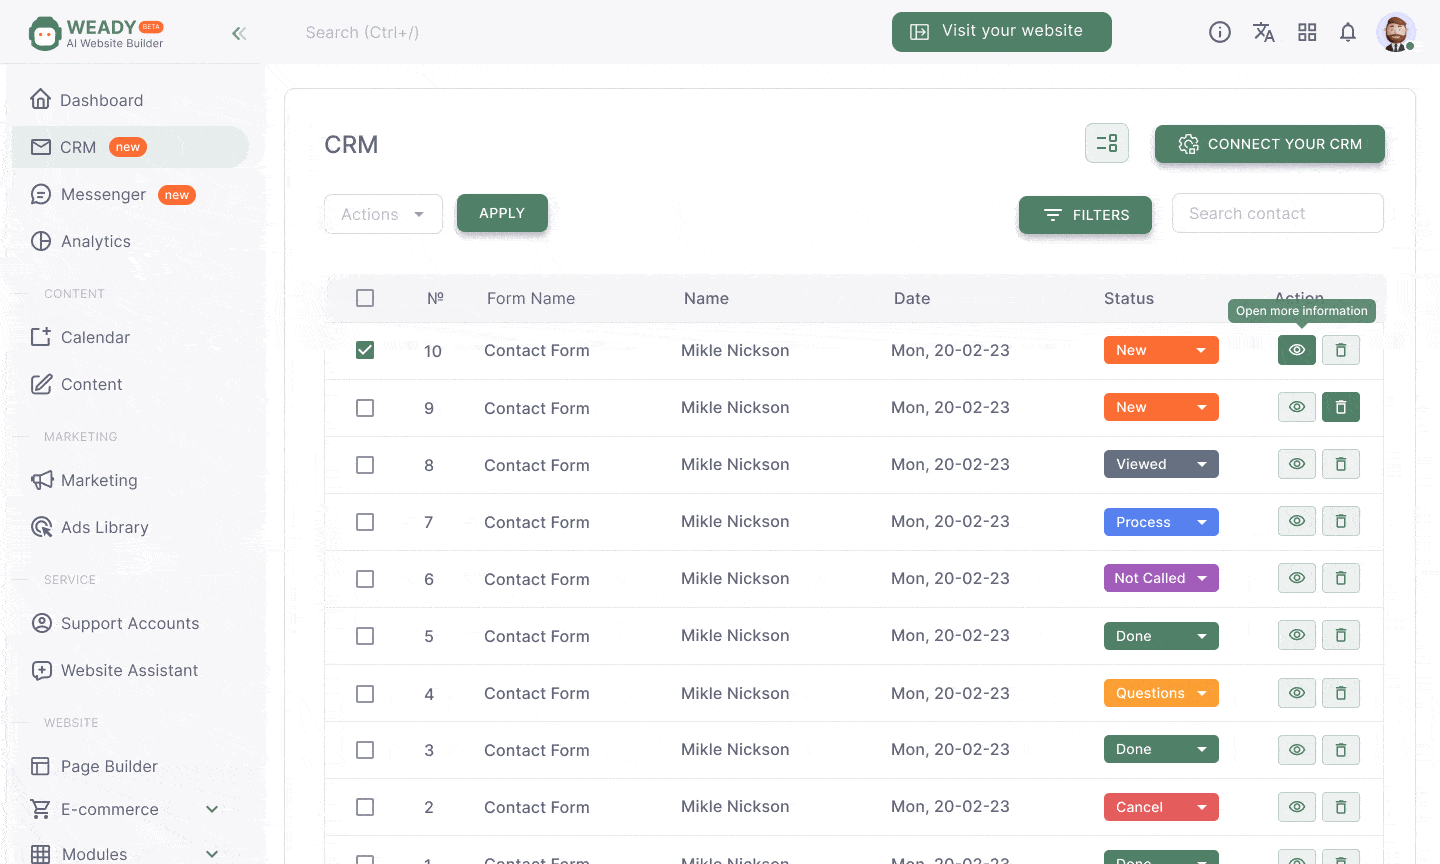 WEADY BETA
AI Website Builder
Search (Ctrl+/)
Visit your website
Dashboard
CRM new
Messenger new
Analytics
CONTENT
Calendar
Content
MARKETING
Marketing
Ads Library
SERVICE
Support Accounts
Website Assistant
WEBSITE
Page Builder
E-commerce
Modules
CRM
CONNECT YOUR CRM
Actions
APPLY
FILTERS
Search contact
№ Form Name Name Date Status Action
Open more information
10 Contact Form Mikle Nickson Mon, 20-02-23 New
9 Contact Form Mikle Nickson Mon, 20-02-23 New
8 Contact Form Mikle Nickson Mon, 20-02-23 Viewed
7 Contact Form Mikle Nickson Mon, 20-02-23 Process
6 Contact Form Mikle Nickson Mon, 20-02-23 Not Called
5 Contact Form Mikle Nickson Mon, 20-02-23 Done
4 Contact Form Mikle Nickson Mon, 20-02-23 Questions
3 Contact Form Mikle Nickson Mon, 20-02-23 Done
2 Contact Form Mikle Nickson Mon, 20-02-23 Cancel
1 Contact Form Mikle Nickson Mon, 20-02-23 Done